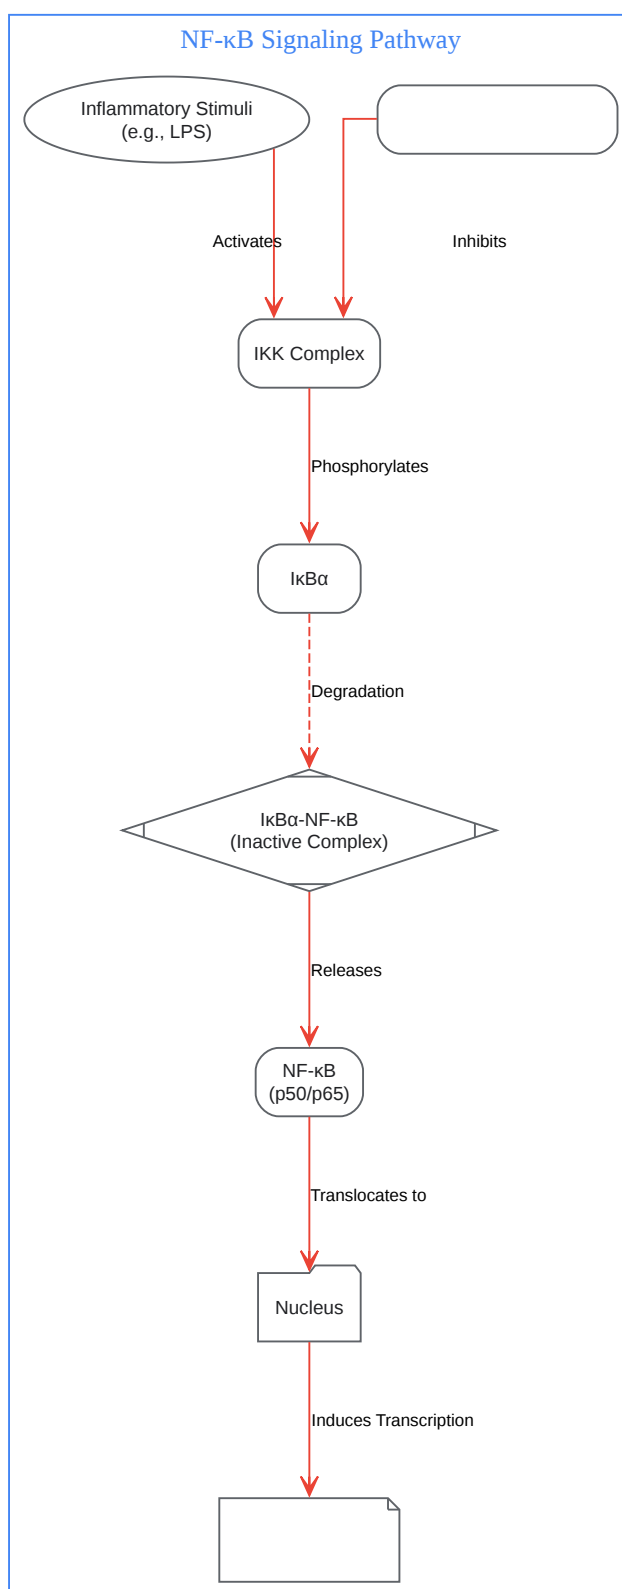 NF-κB Signaling Pathway
Inflammatory Stimuli
(e.g., LPS)
Activates
Inhibits
IKK Complex
Phosphorylates
IκBα
Degradation
IκBα-NF-κB
(Inactive Complex)
Releases
NF-κB
(p50/p65)
Translocates to
Nucleus
Induces Transcription